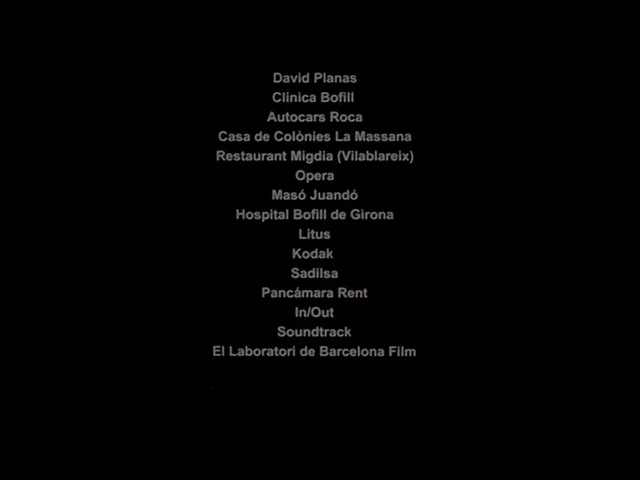 David Planas
Clínica Bofill
Autocars Roca
Casa de Colònies La Massana
Restaurant Migdia (Vilablareix)
Opera
Masó Juandó
Hospital Bofill de Girona
Litus
Kodak
Sadilsa
Pancámara Rent
In/Out
Soundtrack
El Laboratori de Barcelona Film